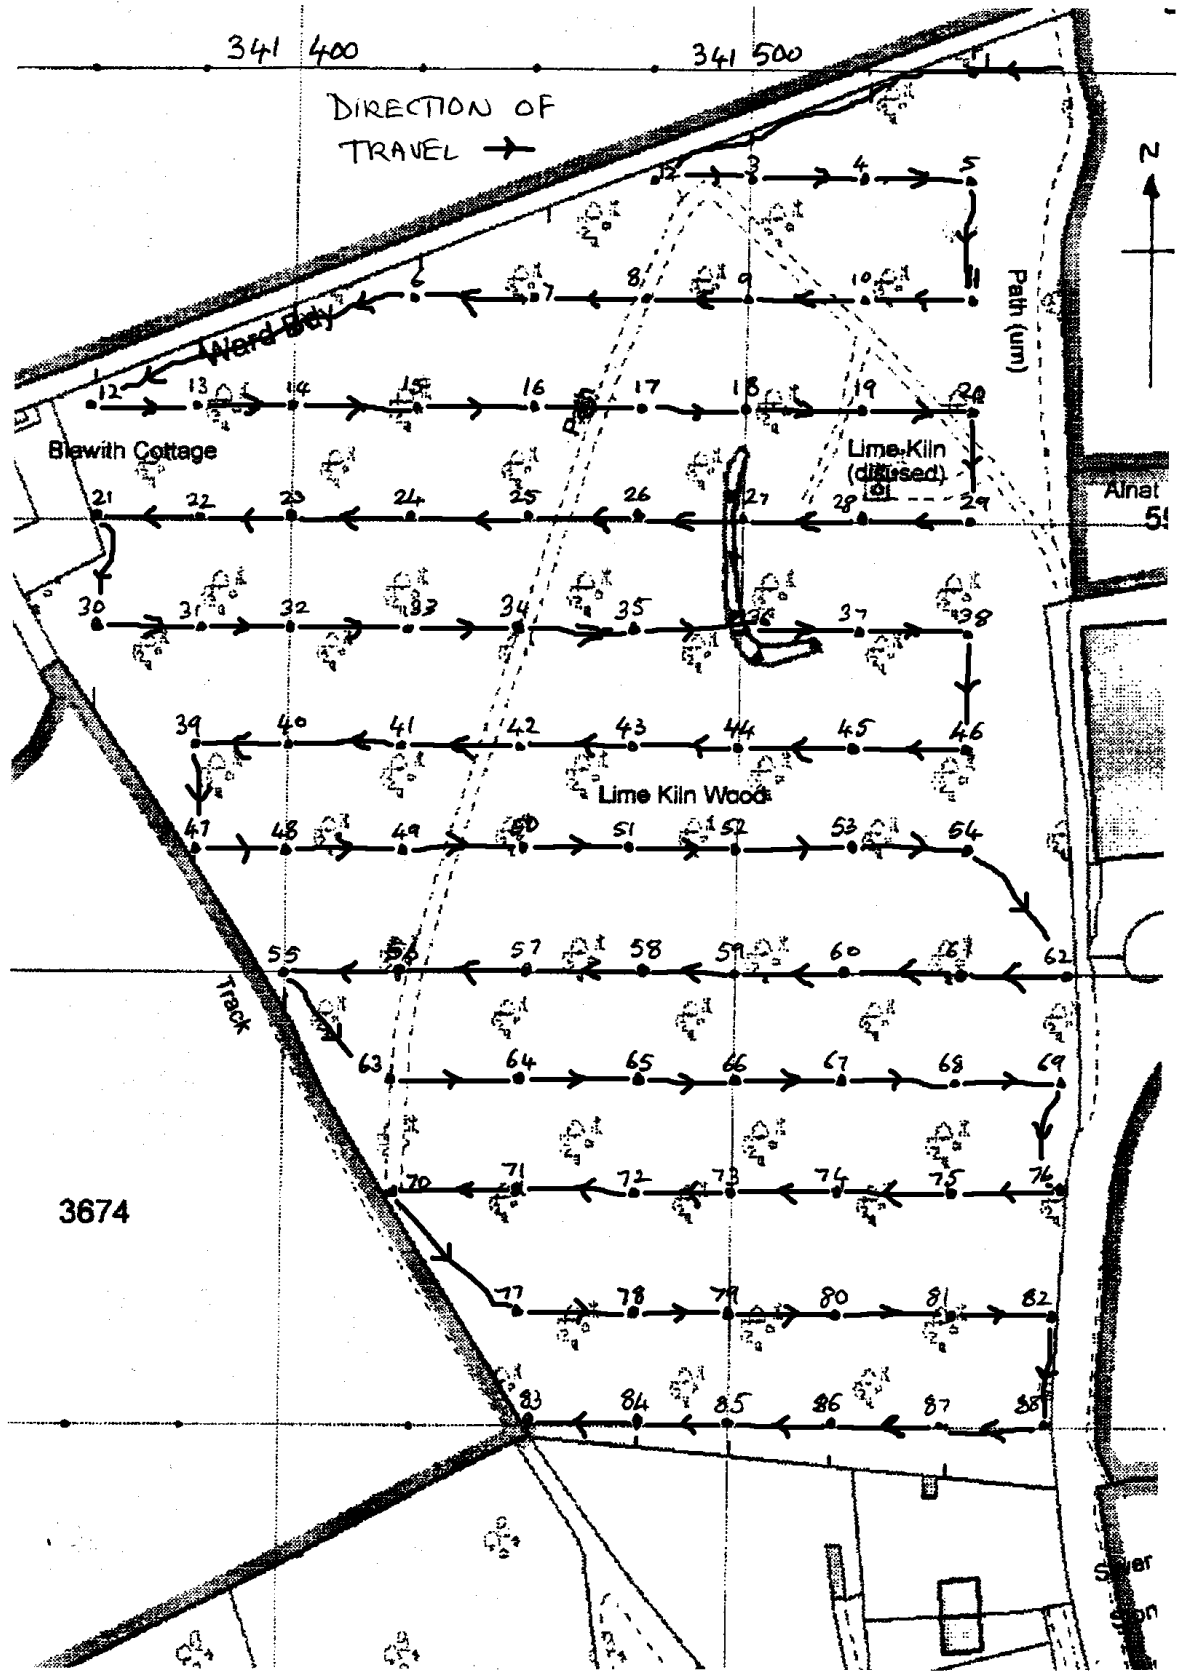 341 400
341 500
DIRECTION OF
TRAVEL
N
1
2 3 4 5
6 7 8 9 10 11
Path (um)
Ward Bdy
12 13 14 15 16 17 18 19 20
Path
Blawith Cottage
Lime Kiln
(disused)
Alnat
21 22 23 24 25 26 27 28 29
30 31 32 33 34 35 36 37 38
39 40 41 42 43 44 45 46
Lime Kiln Wood
47 48 49 50 51 52 53 54
55 56 57 58 59 60 61 62
Track
63 64 65 66 67 68 69
70 71 72 73 74 75 76
3674
77 78 79 80 81 82
83 84 85 86 87 88